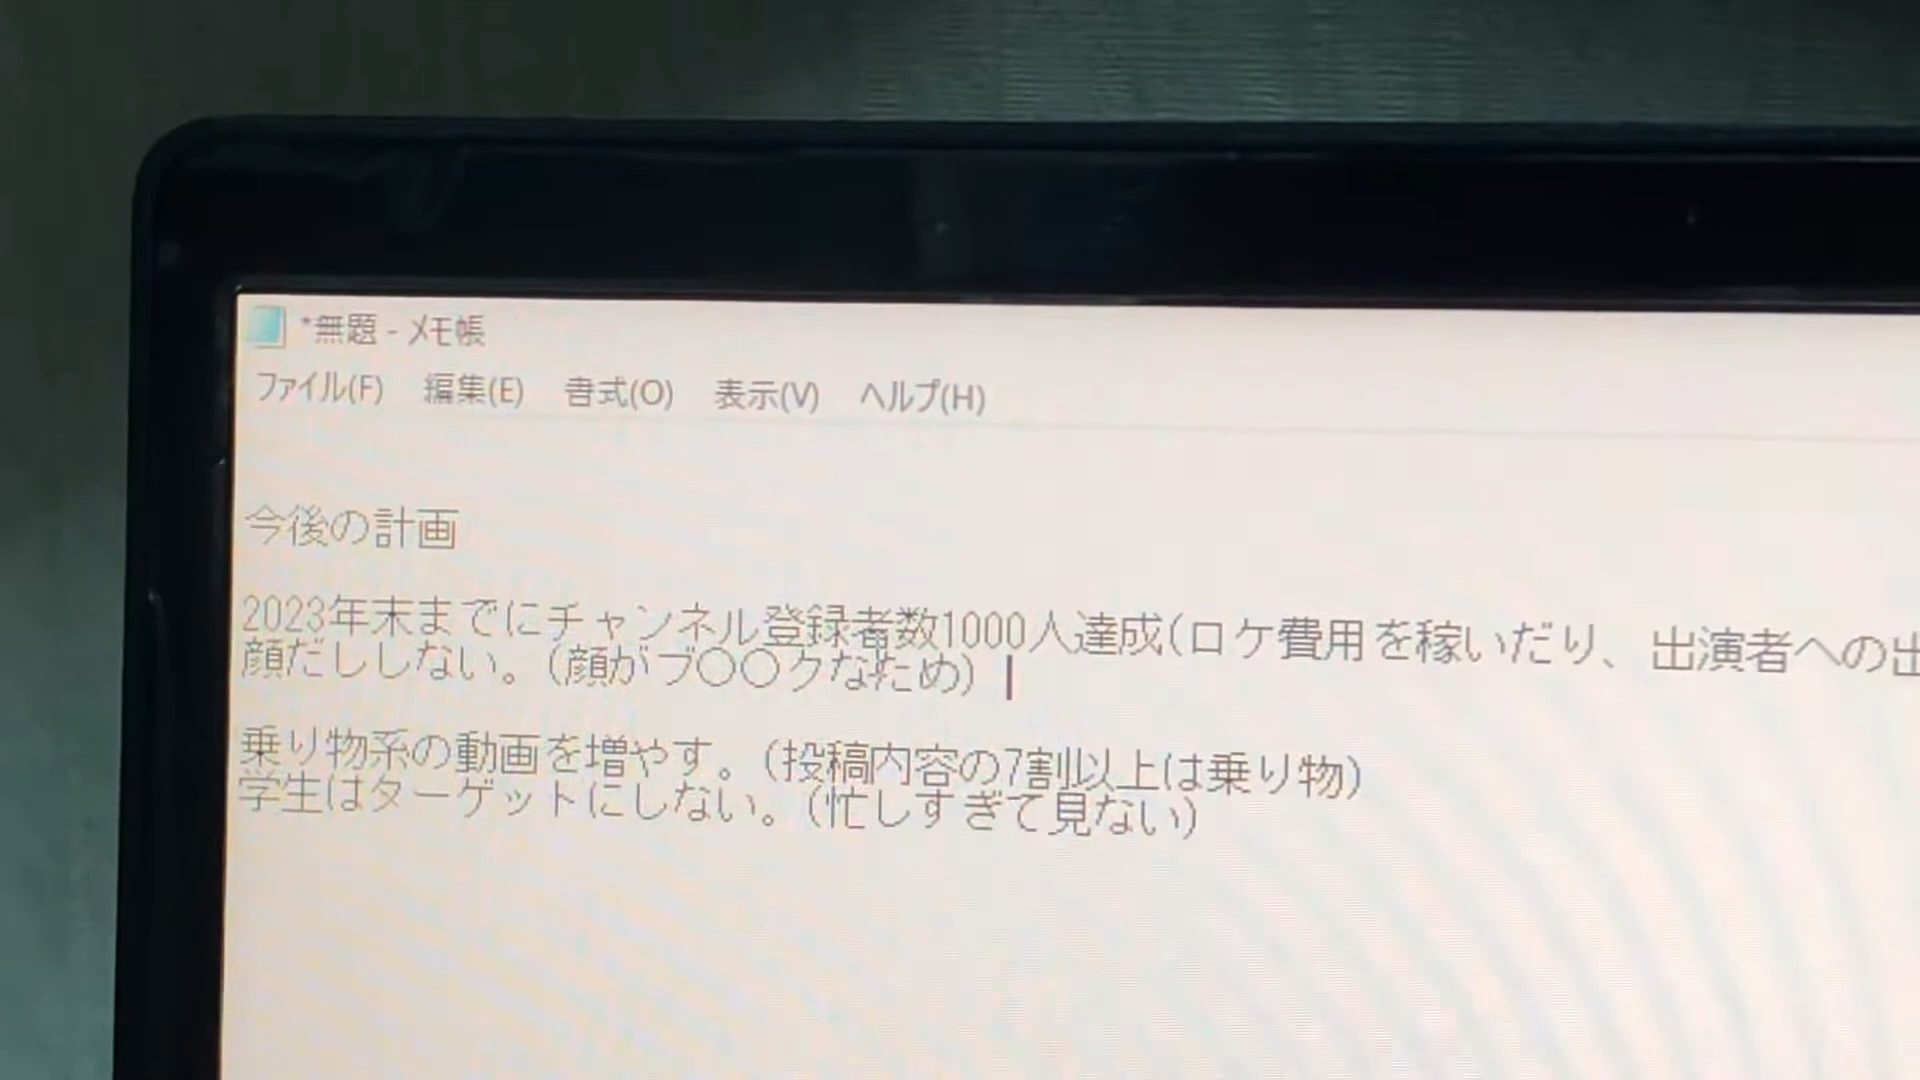 *無題 - メモ帳
ファイル(F) 編集(E) 書式(O) 表示(V) ヘルプ(H)
今後の計画
2023年末までにチャンネル登録者数1000人達成(ロケ費用を稼いだり、出演者への出
顔だししない。(顔がブ〇〇クなため)
乗り物系の動画を増やす。(投稿内容の7割以上は乗り物)
学生はターゲットにしない。(忙しすぎて見ない)